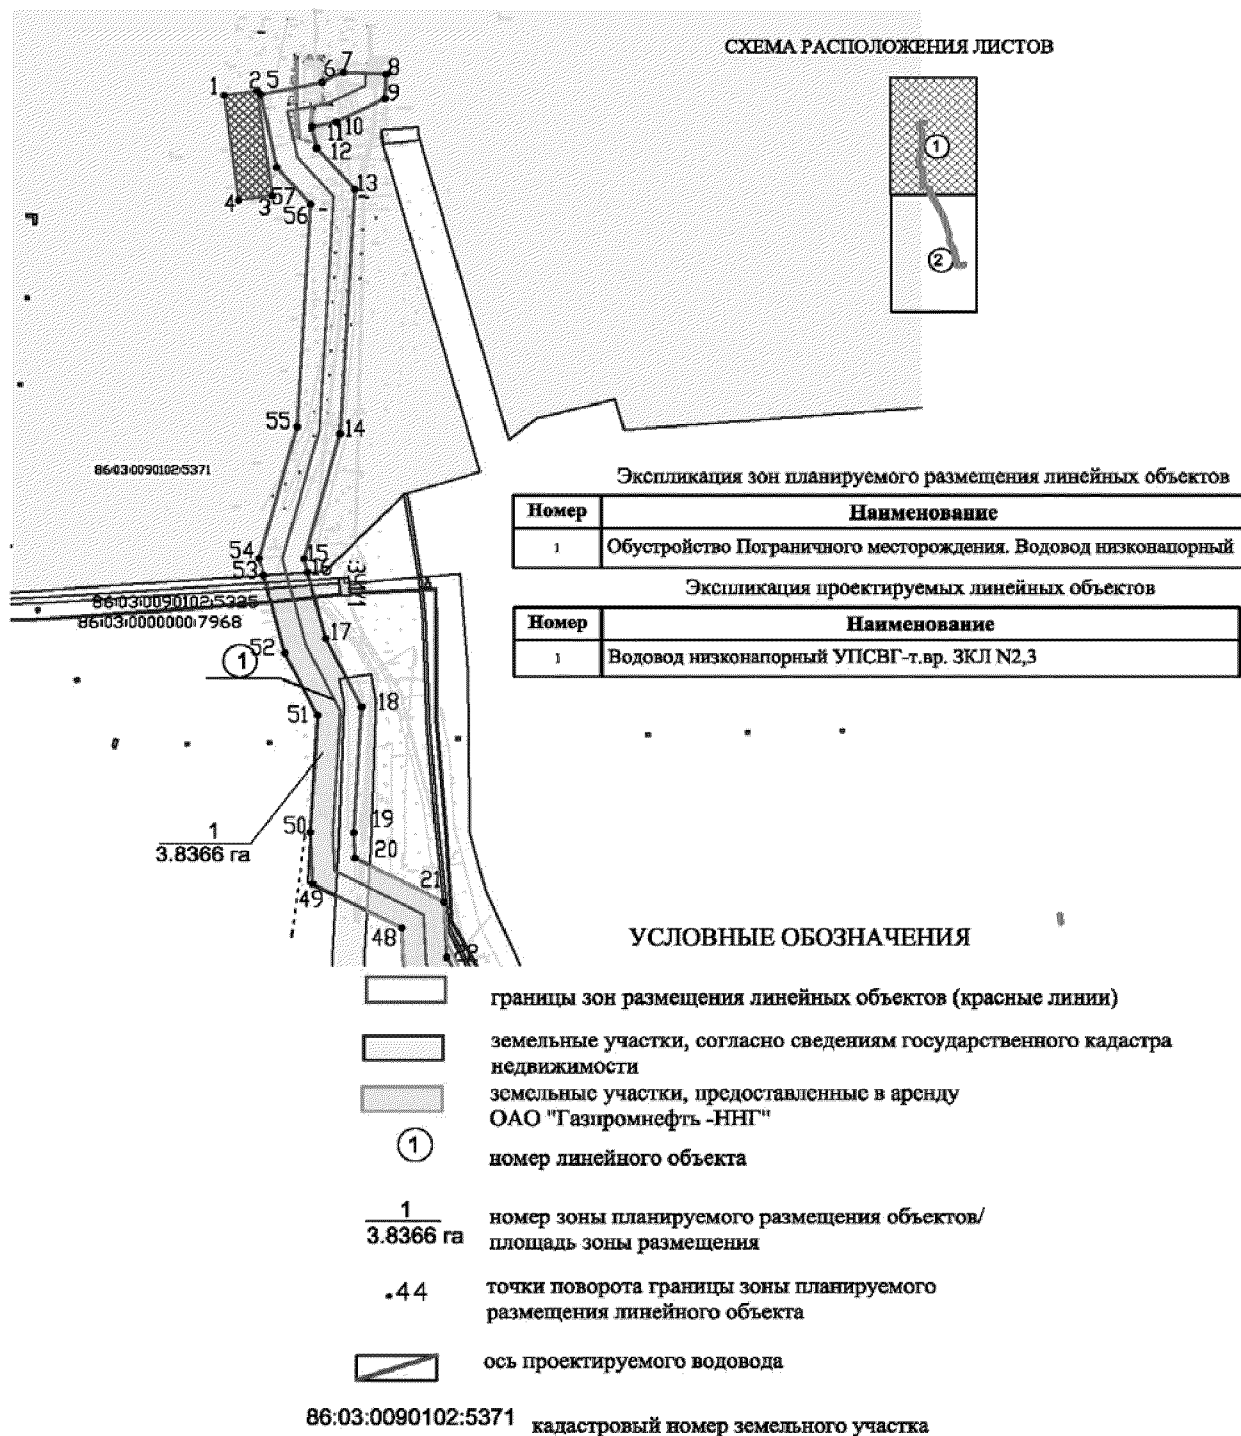 СХЕМА РАСПОЛОЖЕНИЯ ЛИСТОВ
1
2
1
2
5
6
7
8
9
10
11
12
13
4
3
57
56
55
14
86:03:0090102:5371
54
15
53
16
86:03:0090102:5325
86:03:0000000:7968
17
52
1
18
51
50
19
1
3.8366 га
20
49
21
48
22
Экспликация зон планируемого размещения линейных объектов
Номер Наименование
1 Обустройство Пограничного месторождения. Водовод низконапорный
Экспликация проектируемых линейных объектов
Номер Наименование
1 Водовод низконапорный УПСВГ-т.вр. ЗКЛ N2,3
УСЛОВНЫЕ ОБОЗНАЧЕНИЯ
границы зон размещения линейных объектов (красные линии)
земельные участки, согласно сведениям государственного кадастра
недвижимости
земельные участки, предоставленные в аренду
ОАО "Газпромнефть -ННГ"
1
номер линейного объекта
1
3.8366 га
номер зоны планируемого размещения объектов/
площадь зоны размещения
.44
точки поворота границы зоны планируемого
размещения линейного объекта
ось проектируемого водовода
86:03:0090102:5371 кадастровый номер земельного участка